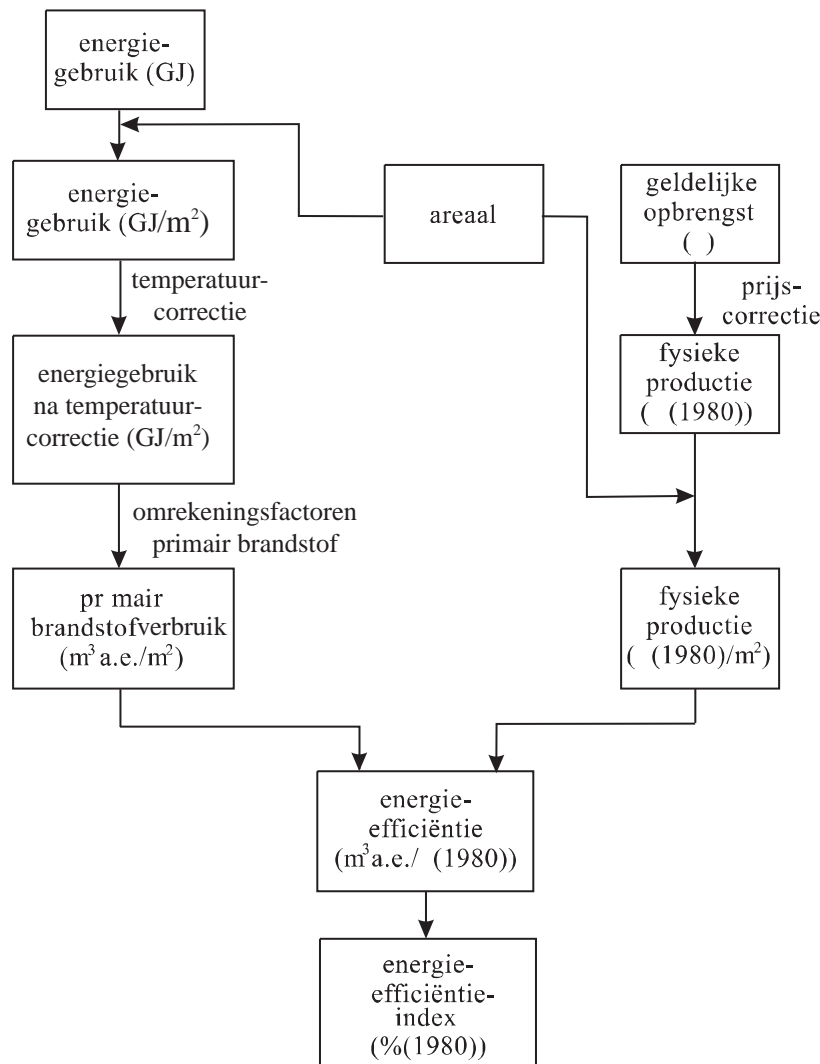 energie-
gebruik (GJ)
energie-
gebruik (GJ/m²)
areaal
geldelijke
opbrengst
( )
temperatuur-
correctie
prijs-
correctie
energiegebruik
na temperatuur-
correctie (GJ/m²)
fysieke
productie
( (1980))
omrekeningsfactoren
primair brandstof
pr mair
brandstofverbruik
(m³ a.e./m²)
fysieke
productie
( (1980)/m²)
energie-
efficiëntie
(m³a.e./ (1980))
energie-
efficiëntie-
index
(%(1980))